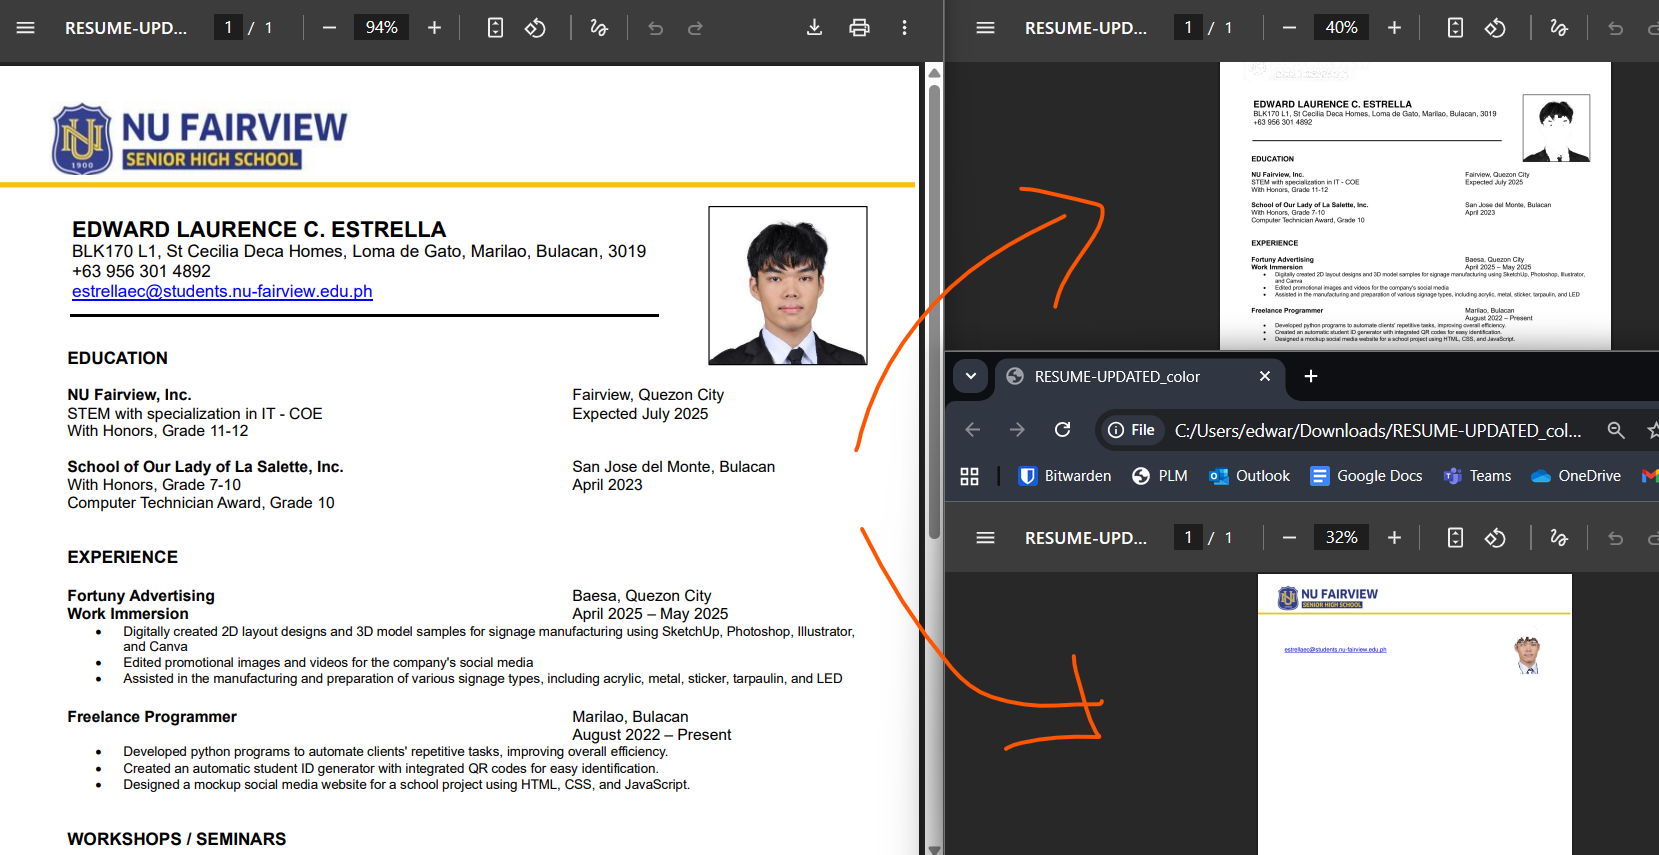 RESUME-UPD...
1 / 1
94%
NU FAIRVIEW
SENIOR HIGH SCHOOL
1900
EDWARD LAURENCE C. ESTRELLA
BLK170 L1, St Cecilia Deca Homes, Loma de Gato, Marilao, Bulacan, 3019
+63 956 301 4892
estrellaec@students.nu-fairview.edu.ph
EDUCATION
NU Fairview, Inc.
Fairview, Quezon City
STEM with specialization in IT - COE
Expected July 2025
With Honors, Grade 11-12
School of Our Lady of La Salette, Inc.
San Jose del Monte, Bulacan
With Honors, Grade 7-10
April 2023
Computer Technician Award, Grade 10
EXPERIENCE
Fortuny Advertising
Baesa, Quezon City
Work Immersion
April 2025 – May 2025
• Digitally created 2D layout designs and 3D model samples for signage manufacturing using SketchUp, Photoshop, Illustrator,
and Canva
• Edited promotional images and videos for the company's social media
• Assisted in the manufacturing and preparation of various signage types, including acrylic, metal, sticker, tarpaulin, and LED
Freelance Programmer
Marilao, Bulacan
August 2022 – Present
• Developed python programs to automate clients' repetitive tasks, improving overall efficiency.
• Created an automatic student ID generator with integrated QR codes for easy identification.
• Designed a mockup social media website for a school project using HTML, CSS, and JavaScript.
WORKSHOPS / SEMINARS
RESUME-UPD...
1 / 1
40%
EDWARD LAURENCE C. ESTRELLA
BLK170 L1, St Cecilia Deca Homes, Loma de Gato, Marilao, Bulacan, 3019
+63 956 301 4892
EDUCATION
NU Fairview, Inc.
Fairview, Quezon City
STEM with specialization in IT - COE
Expected July 2025
With Honors, Grade 11-12
School of Our Lady of La Salette, Inc.
San Jose del Monte, Bulacan
With Honors, Grade 7-10
April 2023
Computer Technician Award, Grade 10
EXPERIENCE
Fortuny Advertising
Baesa, Quezon City
Work Immersion
April 2025 – May 2025
• Digitally created 2D layout designs and 3D model samples for signage manufacturing using SketchUp, Photoshop, Illustrator,
and Canva
• Edited promotional images and videos for the company's social media
• Assisted in the manufacturing and preparation of various signage types, including acrylic, metal, sticker, tarpaulin, and LED
Freelance Programmer
Marilao, Bulacan
August 2022 – Present
• Developed python programs to automate clients' repetitive tasks, improving overall efficiency.
• Created an automatic student ID generator with integrated QR codes for easy identification.
• Designed a mockup social media website for a school project using HTML, CSS, and JavaScript.
RESUME-UPDATED_color
File C:/Users/edwar/Downloads/RESUME-UPDATED_col...
Bitwarden PLM Outlook Google Docs Teams OneDrive
RESUME-UPD...
1 / 1
32%
NU FAIRVIEW
SENIOR HIGH SCHOOL
estrellaec@students.nu-fairview.edu.ph